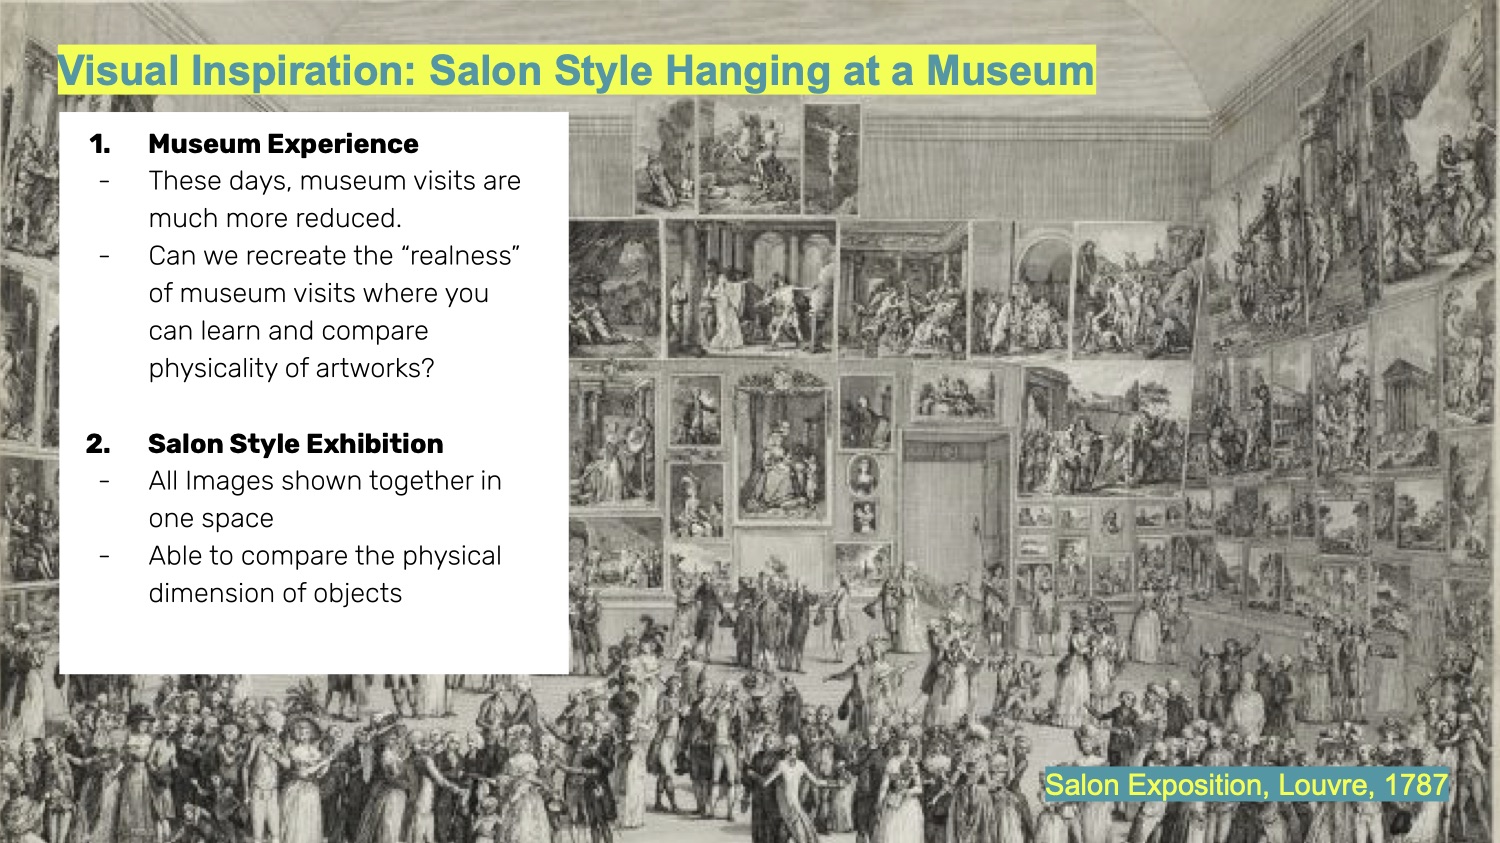 Visual Inspiration: Salon Style Hanging at a Museum
1. Museum Experience
- These days, museum visits are
much more reduced.
- Can we recreate the “realness”
of museum visits where you
can learn and compare
physicality of artworks?
2. Salon Style Exhibition
- All Images shown together in
one space
- Able to compare the physical
dimension of objects
Salon Exposition, Louvre, 1787